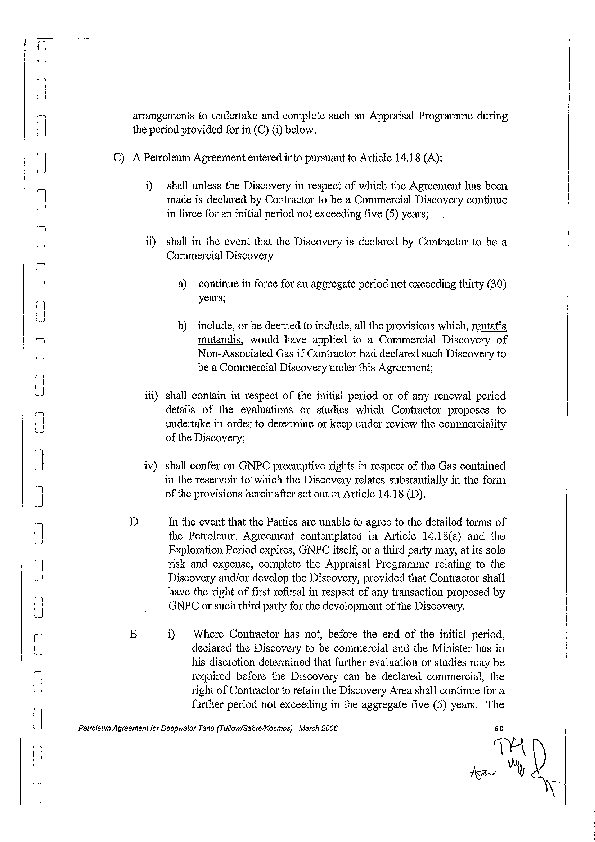 arrangements to undertake and complete such an Appraisal Programme during
the period provided for in (C) (i) below.
C) A Petroleum Agreement entered into pursuant to Article 14.18 (A):
i) shall unless the Discovery in respect of which the Agreement has been
made is declared by Contractor to be a Commercial Discovery continue
in force for an initial period not exceeding five (5) years;
ii) shall in the event that the Discovery is declared by Contractor to be a
Commercial Discovery
a) continue in force for an aggregate period not exceeding thirty (30)
years;
b) include, or be deemed to include, all the provisions which, mutatis
mutandis, would have applied to a Commercial Discovery of
Non-Associated Gas if Contractor had declared such Discovery to
be a Commercial Discovery under this Agreement;
iii) shall contain in respect of the initial period or of any renewal period
details of the evaluations or studies which Contractor proposes to
undertake in order to determine or keep under review the commerciality
of the Discovery;
iv) shall confer on GNPC preemptive rights in respect of the Gas contained
in the reservoir to which the Discovery relates substantially in the form
of the provisions hereinafter set out in Article 14.18 (D).
D In the event that the Parties are unable to agree to the detailed terms of
the Petroleum Agreement contemplated in Article 14.18(a) and the
Exploration Period expires, GNPC itself, or a third party may, at its sole
risk and expense, complete the Appraisal Programme relating to the
Discovery and/or develop the Discovery, provided that Contractor shall
have the right of first refusal in respect of any transaction proposed by
GNPC or such third party for the development of the Discovery.
E i) Where Contractor has not, before the end of the initial period,
declared the Discovery to be commercial and the Minister has in
his discretion determined that further evaluation or studies may be
required before the Discovery can be declared commercial, the
right of Contractor to retain the Discovery Area shall continue for a
further period not exceeding in the aggregate five (5) years. The
Petroleum Agreement for Deepwater Tano (Tullow/Sabre/Kosmos) March 2006 60